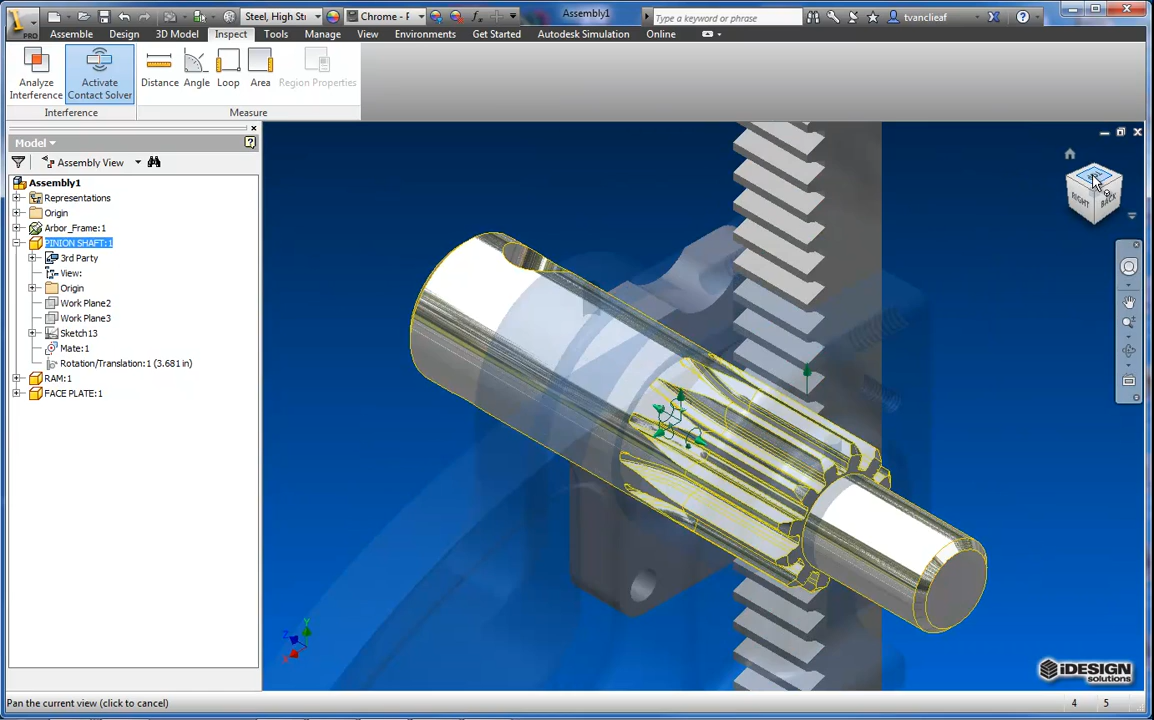 PRO
Steel, High St
Chrome - F
Assembly1
Type a keyword or phrase
tvanclieaf
Assemble
Design
3D Model
Inspect
Tools
Manage
View
Environments
Get Started
Autodesk Simulation
Online
Analyze
Interference
Activate
Contact Solver
Distance
Angle
Loop
Area
Region Properties
Interference
Measure
Model
Assembly View
Assembly1
Representations
Origin
Arbor_Frame:1
PINION SHAFT:1
3rd Party
View:
Origin
Work Plane2
Work Plane3
Sketch13
Mate:1
Rotation/Translation:1 (3.681 in)
RAM:1
FACE PLATE:1
RIGHT
BACK
Y
Z
X
iDESIGN
solutions
Pan the current view (click to cancel)
4
5